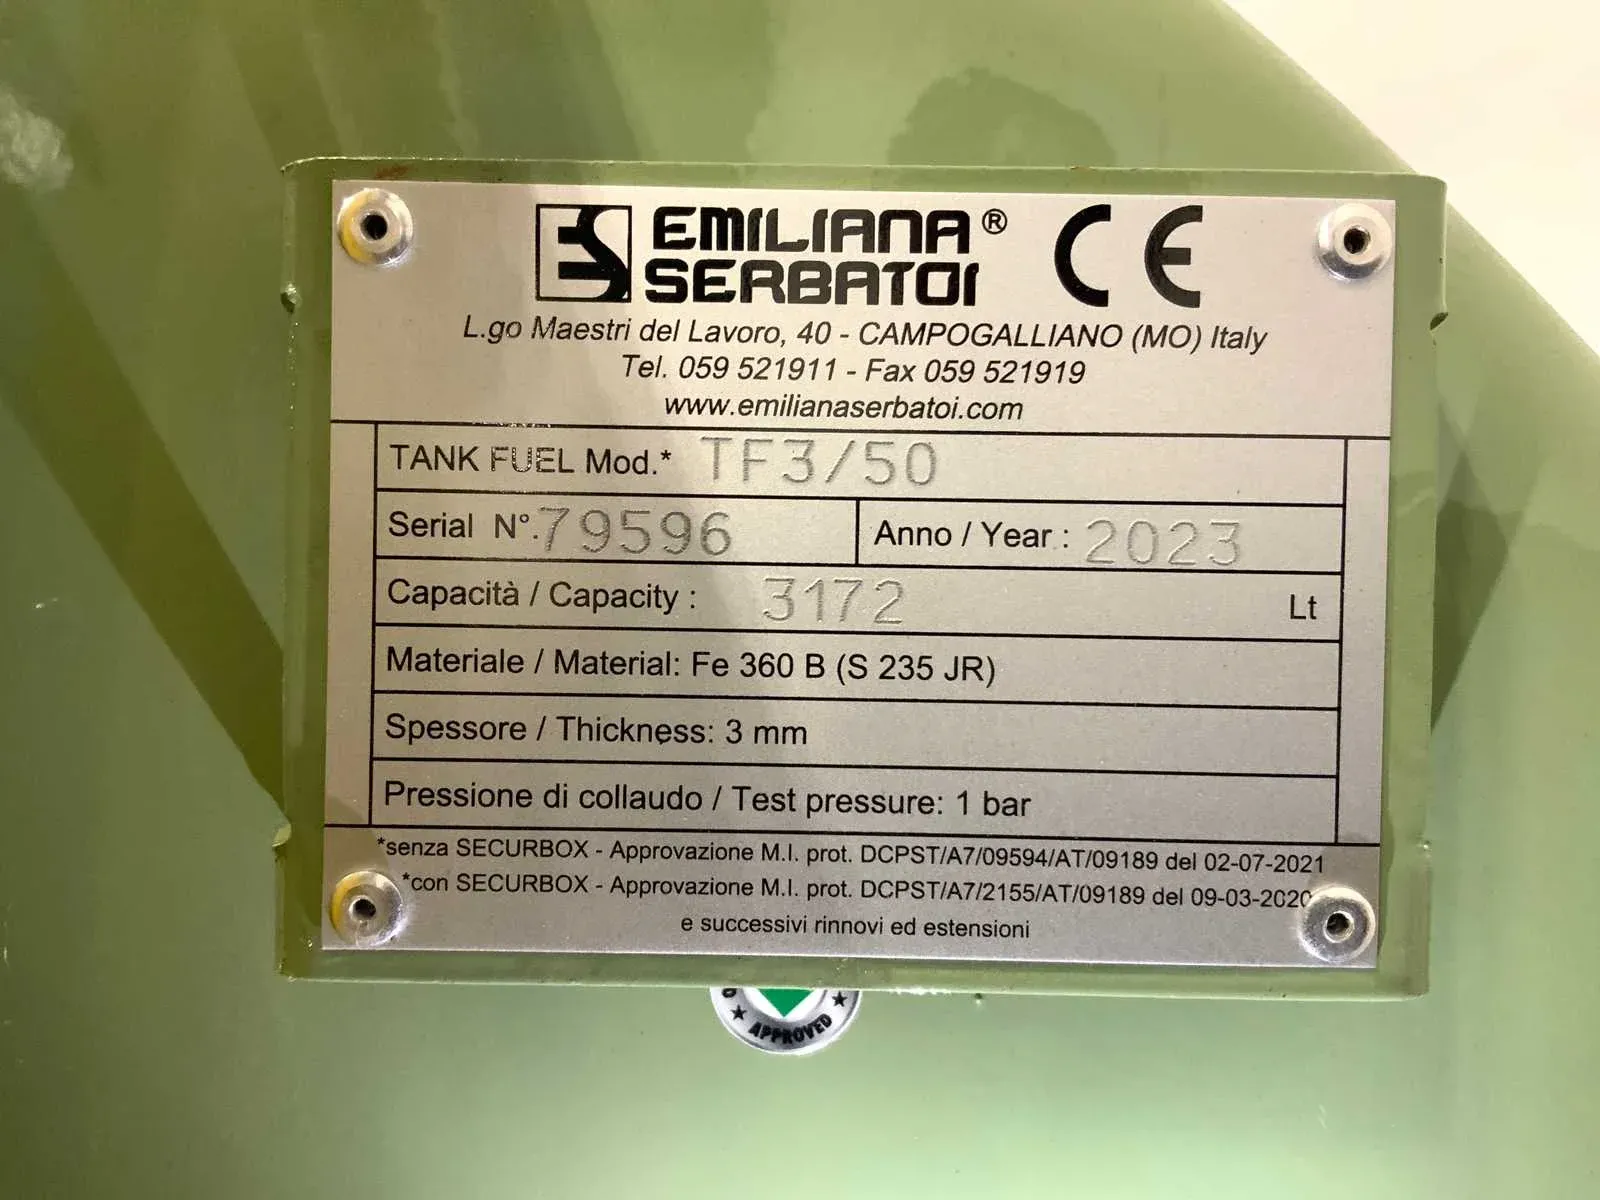 EMILIANA ®
SERBATOI
CE
L.go Maestri del Lavoro, 40 - CAMPOGALLIANO (MO) Italy
Tel. 059 521911 - Fax 059 521919
www.emilianaserbatoi.com
TANK FUEL Mod.* TF3/50
Serial N°. 79596 Anno / Year : 2023
Capacità / Capacity : 3172 Lt
Materiale / Material: Fe 360 B (S 235 JR)
Spessore / Thickness: 3 mm
Pressione di collaudo / Test pressure: 1 bar
*senza SECURBOX - Approvazione M.I. prot. DCPST/A7/09594/AT/09189 del 02-07-2021
*con SECURBOX - Approvazione M.I. prot. DCPST/A7/2155/AT/09189 del 09-03-2020
e successivi rinnovi ed estensioni
★ APPROVED ★